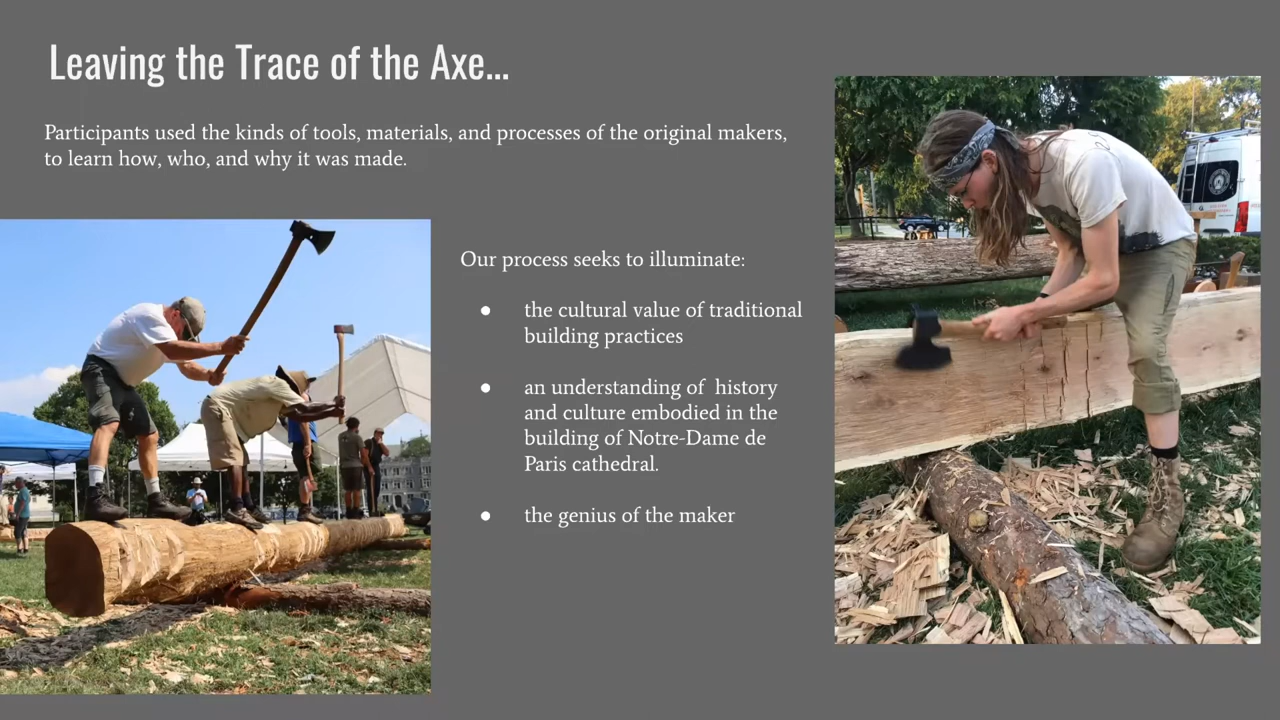 Leaving the Trace of the Axe...
Participants used the kinds of tools, materials, and processes of the original makers,
to learn how, who, and why it was made.
Our process seeks to illuminate:
● the cultural value of traditional
building practices
● an understanding of history
and culture embodied in the
building of Notre-Dame de
Paris cathedral.
● the genius of the maker